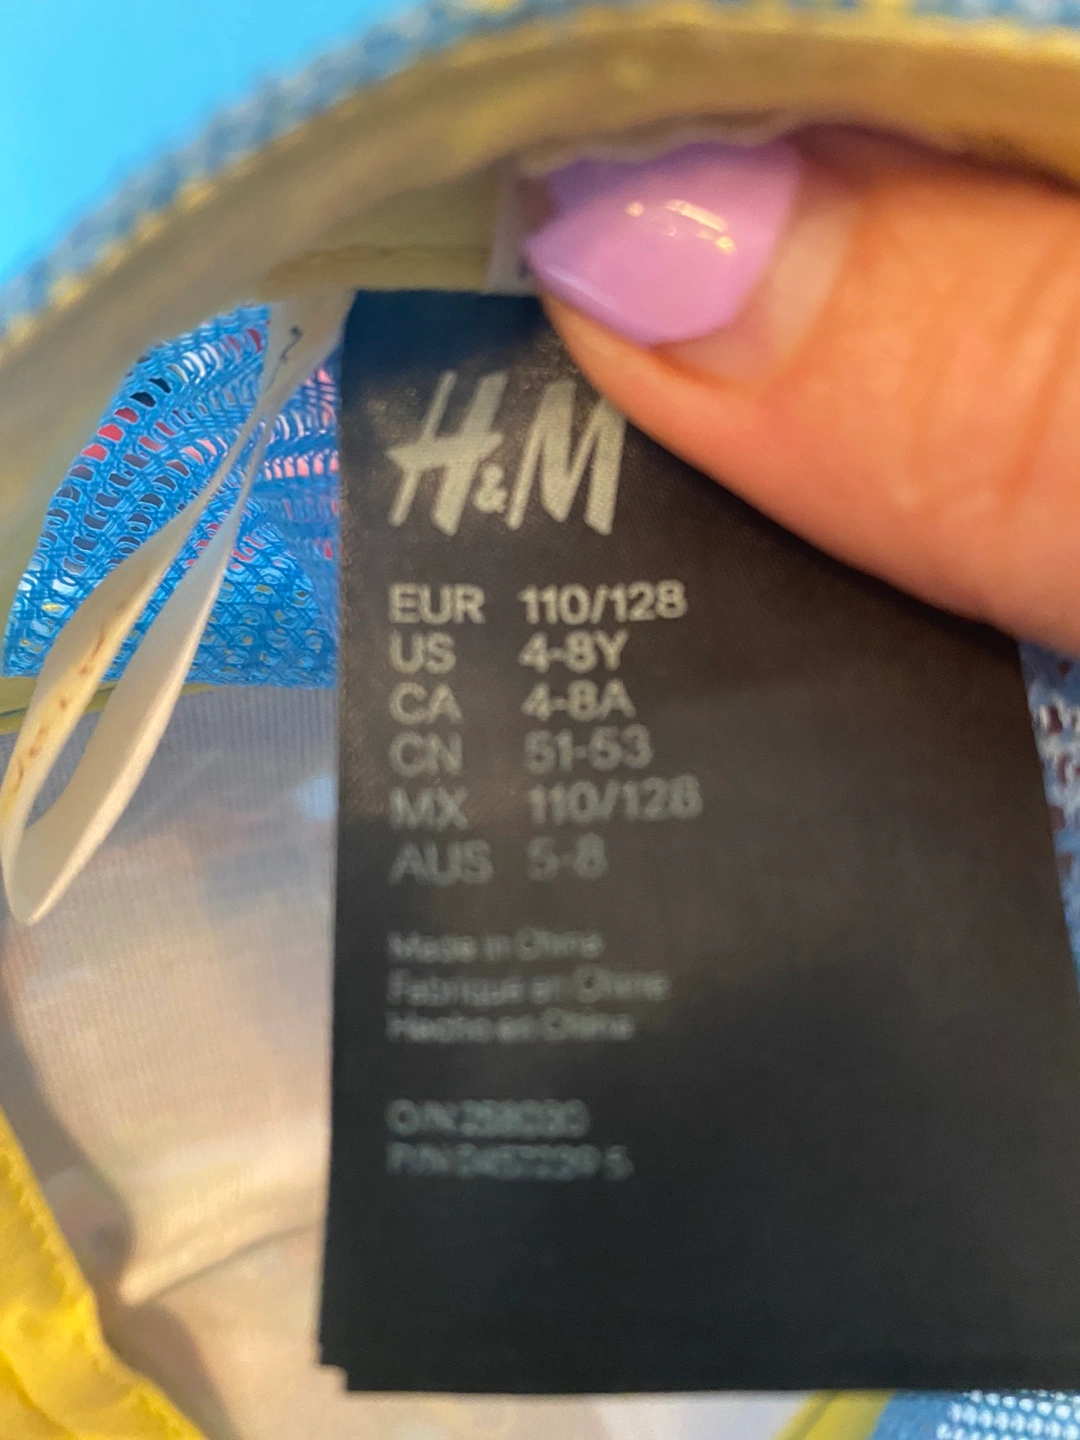 H&M
EUR 110/128
US 4-8Y
CA 4-8A
CN 51-53
MX 110/128
AUS 5-8
Made in China
Fabriqué en Chine
Hecho en China
O/N
P/N